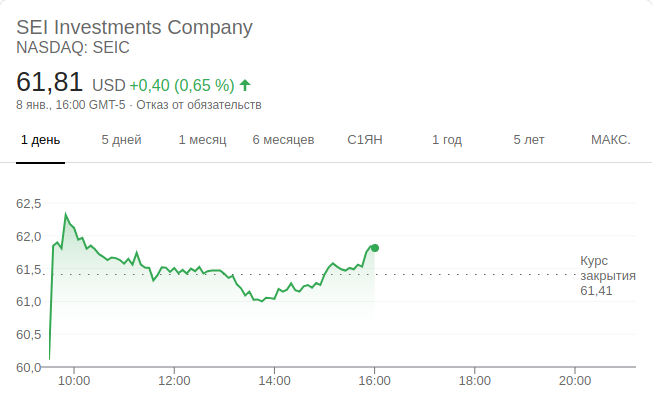 SEI Investments Company
NASDAQ: SEIC
61,81 USD +0,40 (0,65 %)
8 янв., 16:00 GMT-5 · Отказ от обязательств
1 день 5 дней 1 месяц 6 месяцев С1ЯН 1 год 5 лет МАКС.
62,5
62,0
61,5
61,0
60,5
60,0
Курс
закрытия
61,41
10:00 12:00 14:00 16:00 18:00 20:00